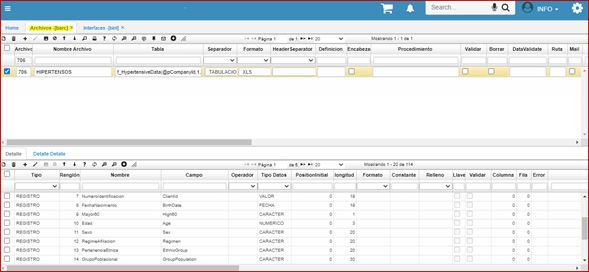 Search...
INFO
Home
Archivos -[barc]
Interfaces -[bint]
Página 1 de 1 20 Mostrando 1 - 1 de 1
Archivo Nombre Archivo Tabla Separador Formato HeaderSeparator Definicion Encabeza Procedimiento Validar Borrar DataValidate Ruta Mail
706
706 HIPERTENSOS f_HypertensiveData(@pCompanyId,1, TABULACIO XLS
Detalle Detate Detate
Página 1 de 6 20 Mostrando 1 - 20 de 114
Tipo Renglón Nombre Campo Operador Tipo Datos PositionInitial longitud Formato Constante Relleno Llave Validar Columna Fila Error
REGISTRO 7 NumeroIdentificacion ClientId VALOR 0 19 0 0
REGISTRO 8 FechaNacimiento BirthDate FECHA 0 19 0 0
REGISTRO 9 Mayor60 High60 CARACTER 0 1 0 0
REGISTRO 10 Edad Age NUMERICO 0 3 0 0
REGISTRO 11 Sexo Sex CARACTER 0 20 0 0
REGISTRO 12 RegimeAfiliacion Regimen CARACTER 0 20 0 0
REGISTRO 13 PertenenciaEtnica EthnicGroup CARACTER 0 20 0 0
REGISTRO 14 GrupoPoblacional GroupPopulation CARACTER 0 30 0 0